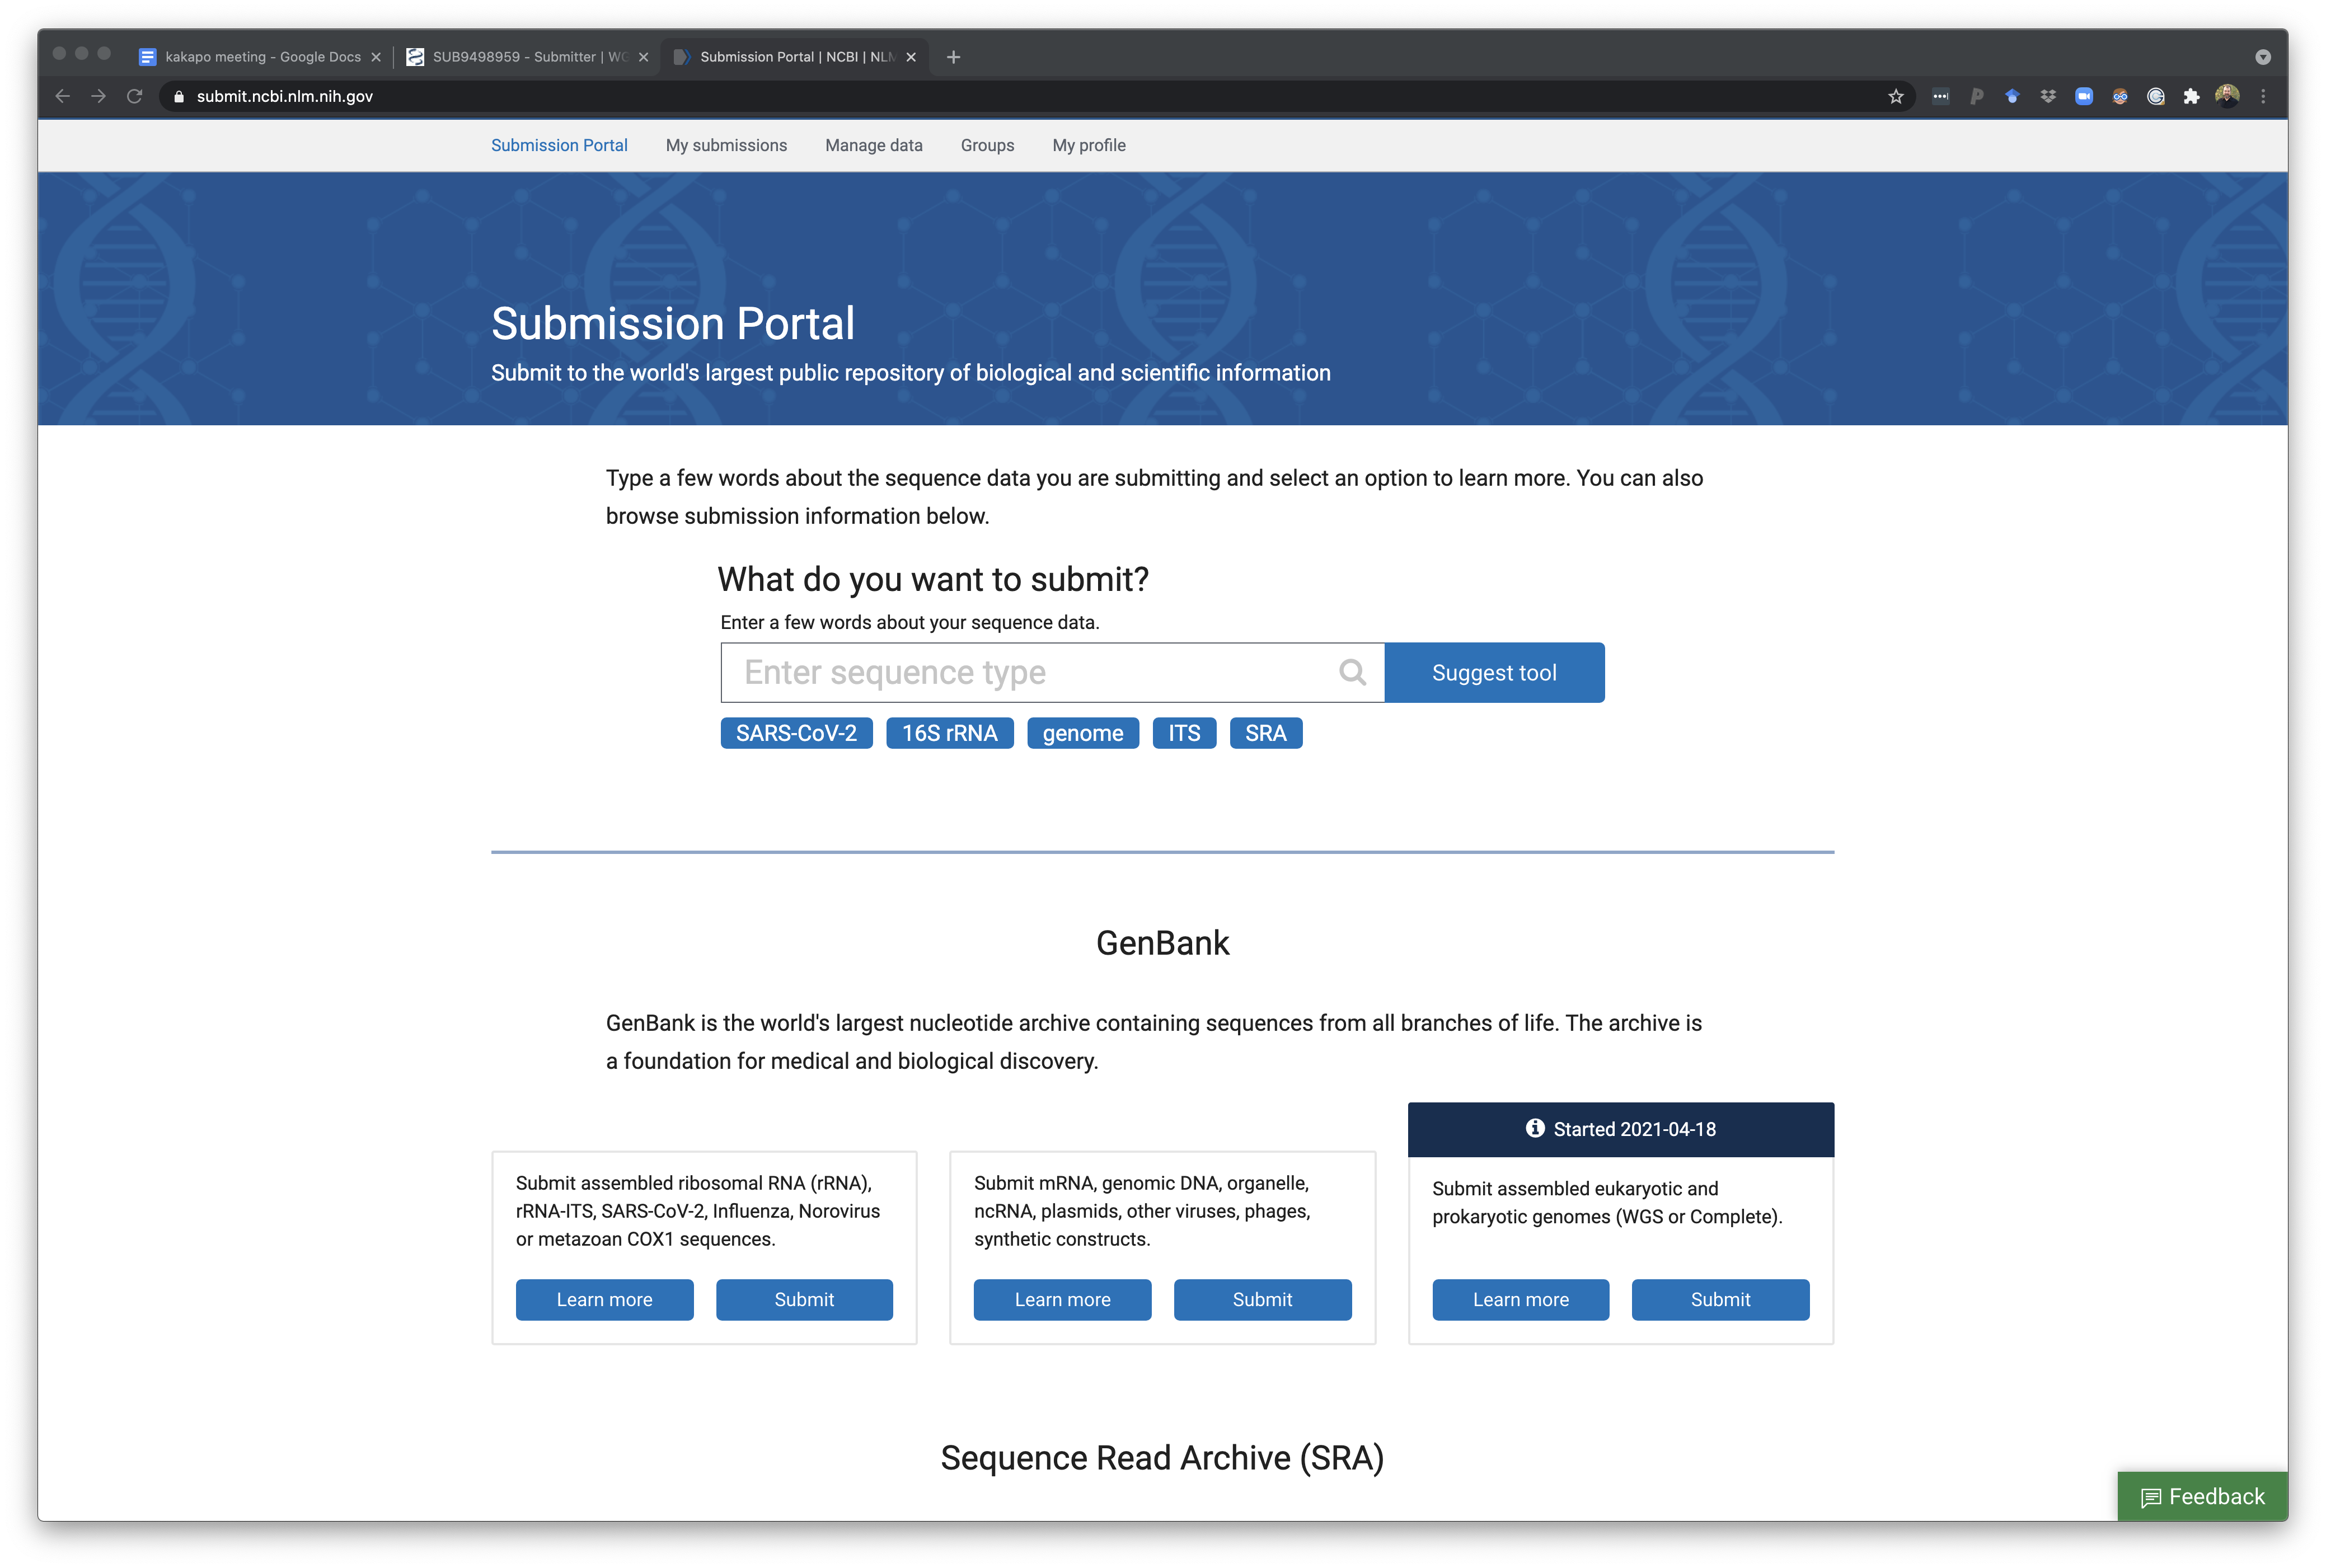 kakapo meeting - Google Docs
SUB9498959 - Submitter | WG
Submission Portal | NCBI | NLM
submit.ncbi.nlm.nih.gov
Submission Portal
My submissions
Manage data
Groups
My profile
Submission Portal
Submit to the world's largest public repository of biological and scientific information
Type a few words about the sequence data you are submitting and select an option to learn more. You can also
browse submission information below.
What do you want to submit?
Enter a few words about your sequence data.
Enter sequence type
Suggest tool
SARS-CoV-2
16S rRNA
genome
ITS
SRA
GenBank
GenBank is the world's largest nucleotide archive containing sequences from all branches of life. The archive is
a foundation for medical and biological discovery.
Submit assembled ribosomal RNA (rRNA),
rRNA-ITS, SARS-CoV-2, Influenza, Norovirus
or metazoan COX1 sequences.
Learn more
Submit
Submit mRNA, genomic DNA, organelle,
ncRNA, plasmids, other viruses, phages,
synthetic constructs.
Learn more
Submit
Started 2021-04-18
Submit assembled eukaryotic and
prokaryotic genomes (WGS or Complete).
Learn more
Submit
Sequence Read Archive (SRA)
Feedback